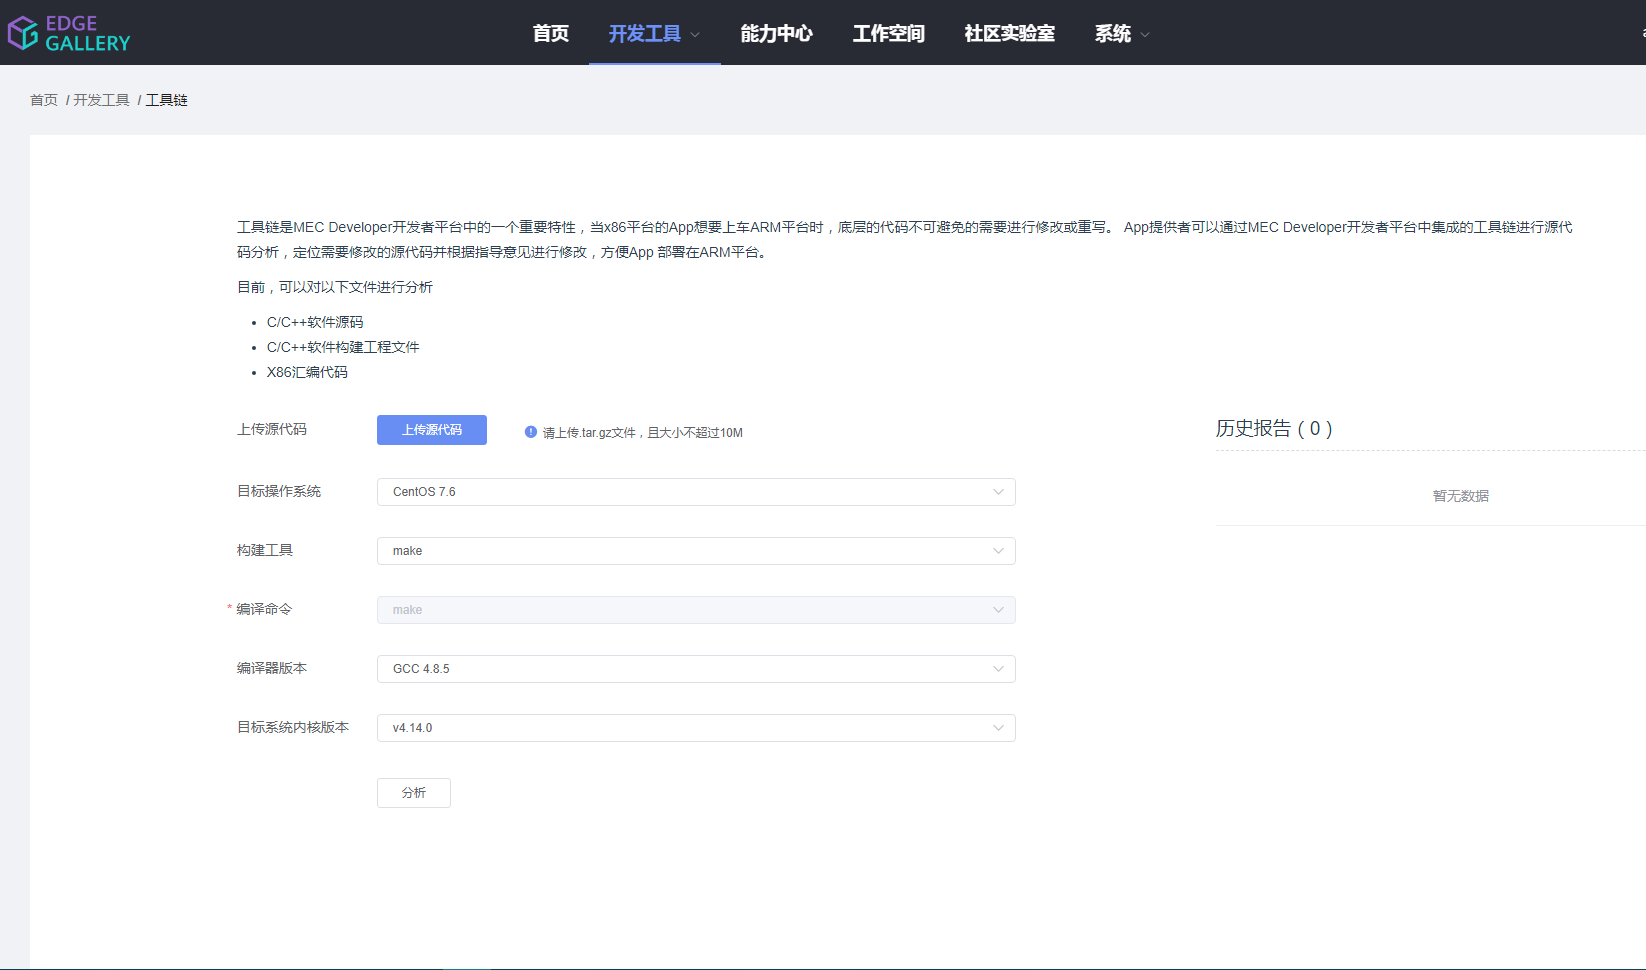 EDGE
GALLERY
首页 开发工具 能力中心 工作空间 社区实验室 系统
首页 / 开发工具 / 工具链
工具链是MEC Developer开发者平台中的一个重要特性，当x86平台的App想要上车ARM平台时，底层的代码不可避免的需要进行修改或重写。 App提供者可以通过MEC Developer开发者平台中集成的工具链进行源代
码分析，定位需要修改的源代码并根据指导意见进行修改，方便App 部署在ARM平台。
目前，可以对以下文件进行分析
• C/C++软件源码
• C/C++软件构建工程文件
• X86汇编代码
上传源代码 上传源代码 请上传.tar.gz文件，且大小不超过10M
历史报告 ( 0 )
暂无数据
目标操作系统 CentOS 7.6
构建工具 make
* 编译命令 make
编译器版本 GCC 4.8.5
目标系统内核版本 v4.14.0
分析